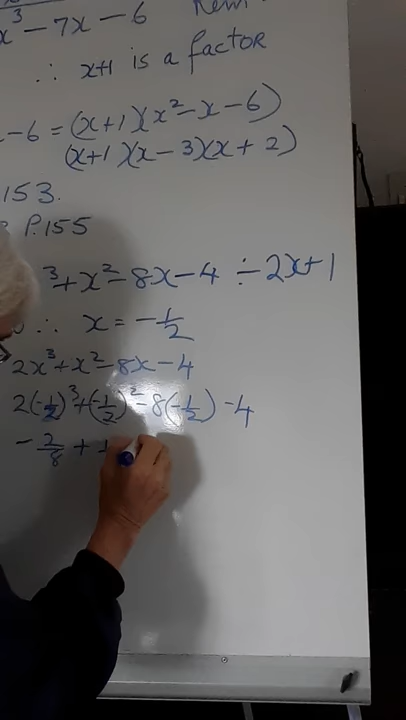 x³ − 7x − 6
∴ x+1 is a factor
−6 = (x+1)(x² − x − 6)
(x+1)(x − 3)(x + 2)
153.
P.155
³+x²−8x−4 ÷ 2x+1
∴ x = −1/2
2x³+x²−8x−4
2(−1/2)³+(−1/2)²−8(−1/2) −4
−2/8 + 1